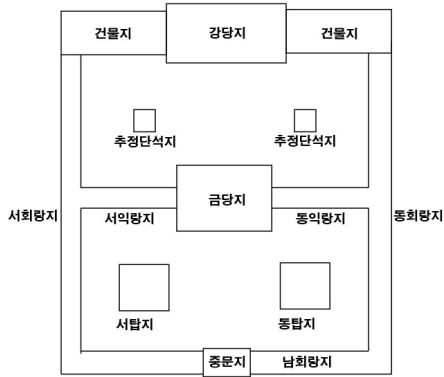 건물지
강당지
건물지
추정단석지
추정단석지
금당지
서회랑지
서익랑지
동익랑지
동회랑지
서탑지
동탑지
중문지
남회랑지